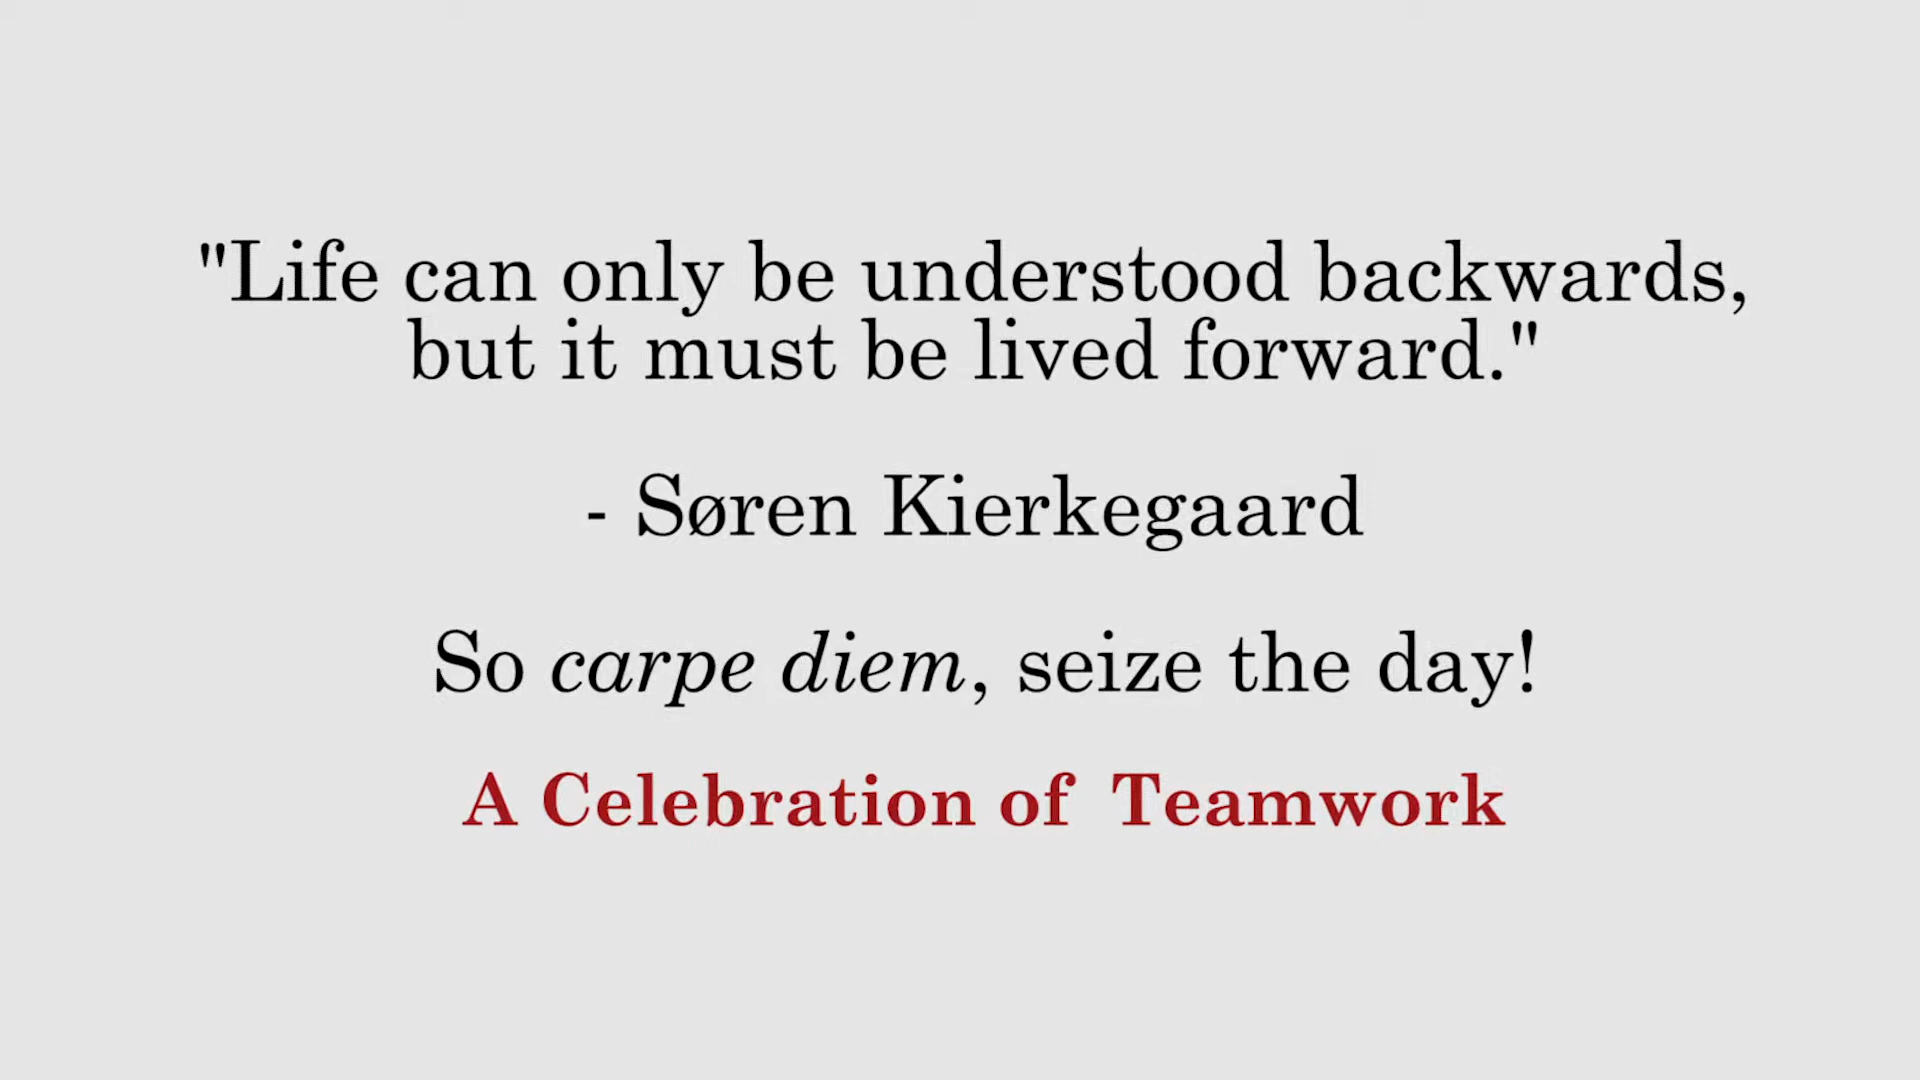 "Life can only be understood backwards,
but it must be lived forward."
- Søren Kierkegaard
So carpe diem, seize the day!
A Celebration of Teamwork